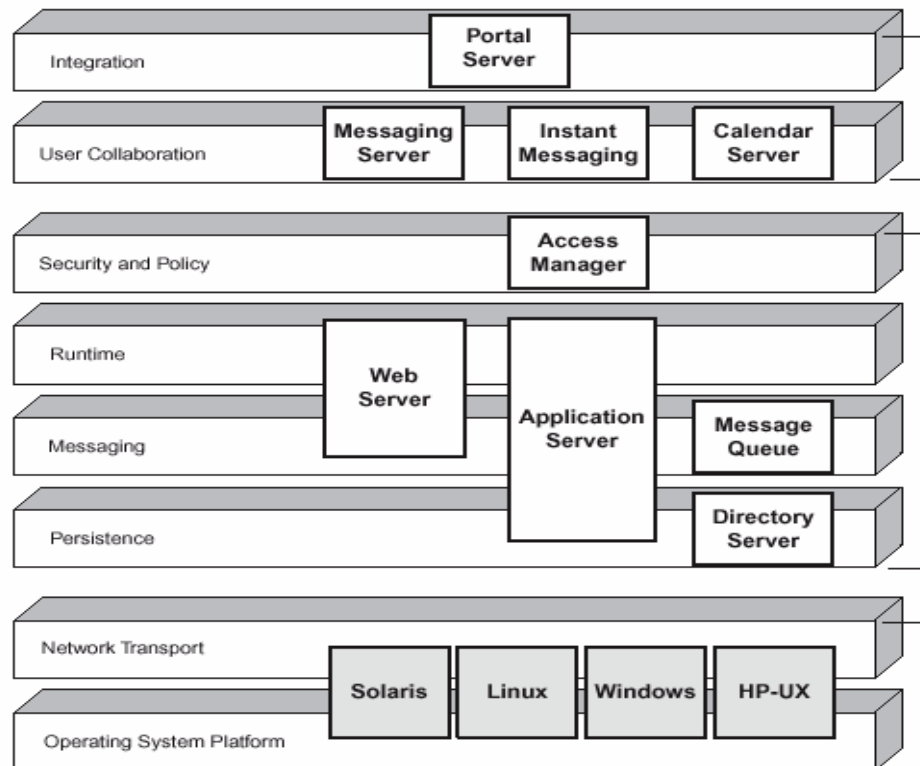 Portal
Server
Integration
Messaging
Server
Instant
Messaging
Calendar
Server
User Collaboration
Access
Manager
Security and Policy
Runtime
Web
Server
Application
Server
Message
Queue
Messaging
Directory
Server
Persistence
Network Transport
Solaris
Linux
Windows
HP-UX
Operating System Platform